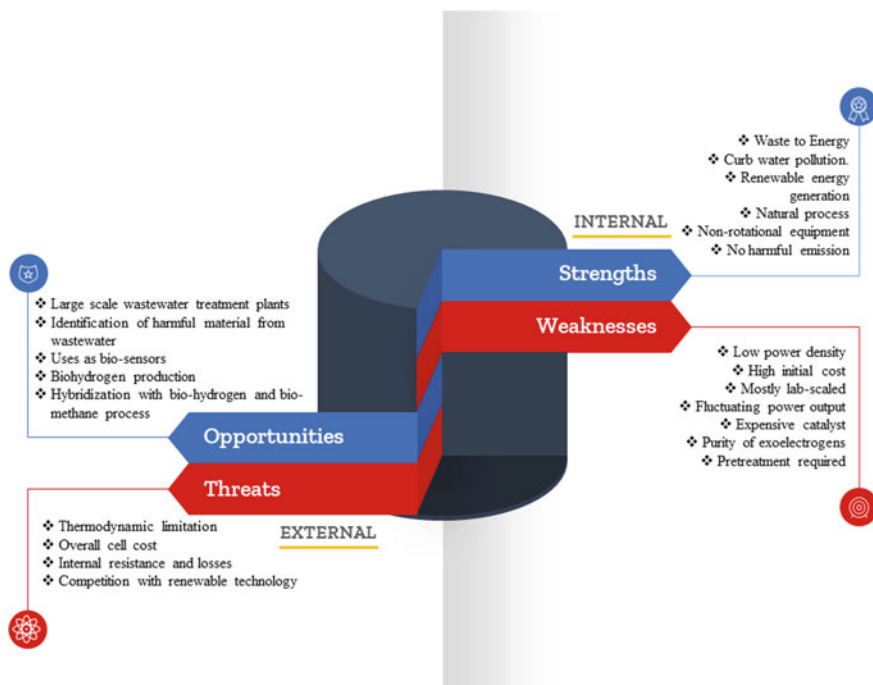 ❖ Waste to Energy
❖ Curb water pollution.
❖ Renewable energy
generation
❖ Natural process
❖ Non-rotational equipment
❖ No harmful emission
INTERNAL
Strengths
Weaknesses
❖ Low power density
❖ High initial cost
❖ Mostly lab-scaled
❖ Fluctuating power output
❖ Expensive catalyst
❖ Purity of exoelectrogens
❖ Pretreatment required
❖ Large scale wastewater treatment plants
❖ Identification of harmful material from
wastewater
❖ Uses as bio-sensors
❖ Biohydrogen production
❖ Hybridization with bio-hydrogen and bio-
methane process
Opportunities
Threats
EXTERNAL
❖ Thermodynamic limitation
❖ Overall cell cost
❖ Internal resistance and losses
❖ Competition with renewable technology